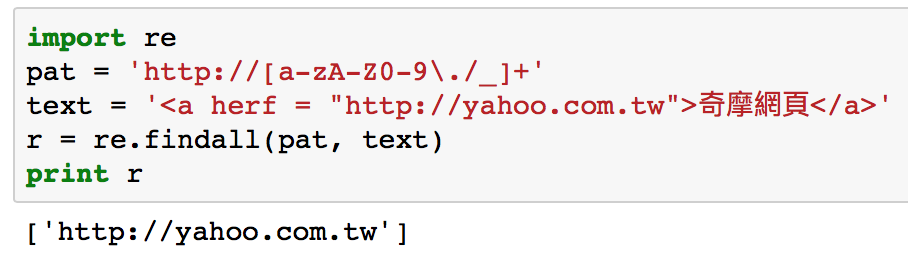 import re
pat = 'http://[a-zA-Z0-9\./_]+'
text = '<a herf = "http://yahoo.com.tw">奇摩網頁</a>'
r = re.findall(pat, text)
print r
['http://yahoo.com.tw']